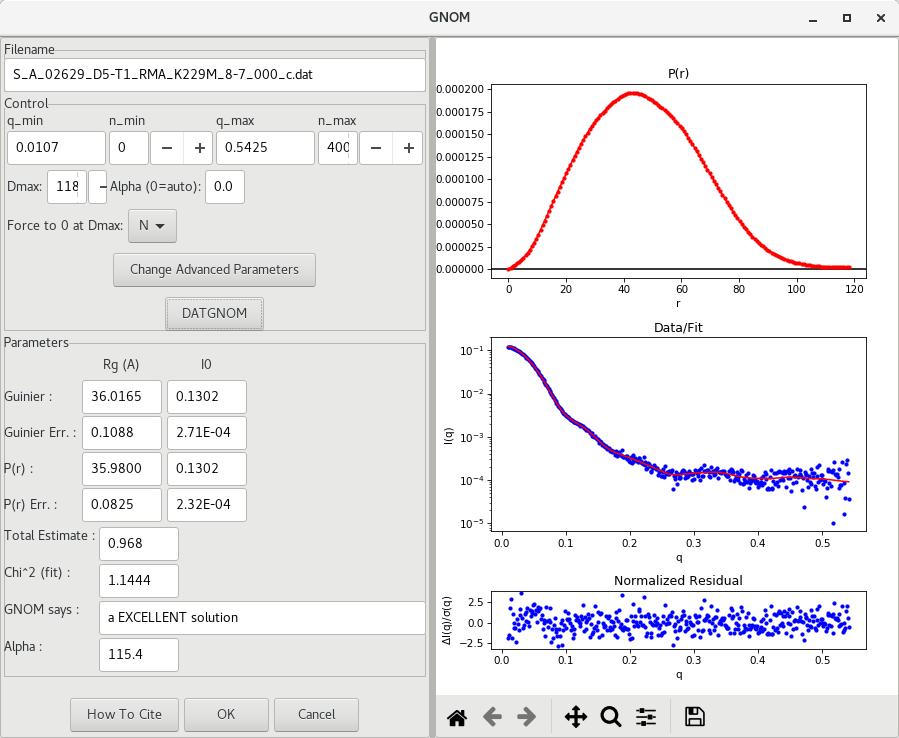 GNOM
Filename
S_A_02629_D5-T1_RMA_K229M_8-7_000_c.dat
Control
q_min n_min q_max n_max
0.0107 0 − + 0.5425 400 − +
Dmax: 118 − Alpha (0=auto): 0.0
Force to 0 at Dmax: N
Change Advanced Parameters
DATGNOM
Parameters
Rg (A) I0
Guinier : 36.0165 0.1302
Guinier Err. : 0.1088 2.71E-04
P(r) : 35.9800 0.1302
P(r) Err. : 0.0825 2.32E-04
Total Estimate : 0.968
Chi^2 (fit) : 1.1444
GNOM says : a EXCELLENT solution
Alpha : 115.4
How To Cite OK Cancel
P(r)
0.000200
0.000175
0.000150
0.000125
0.000100
0.000075
0.000050
0.000025
0.000000
0 20 40 60 80 100 120
r
Data/Fit
I(q)
10⁻¹
10⁻²
10⁻³
10⁻⁴
10⁻⁵
0.0 0.1 0.2 0.3 0.4 0.5
q
Normalized Residual
ΔI(q)/σ(q)
2.5
0.0
−2.5
0.0 0.1 0.2 0.3 0.4 0.5
q